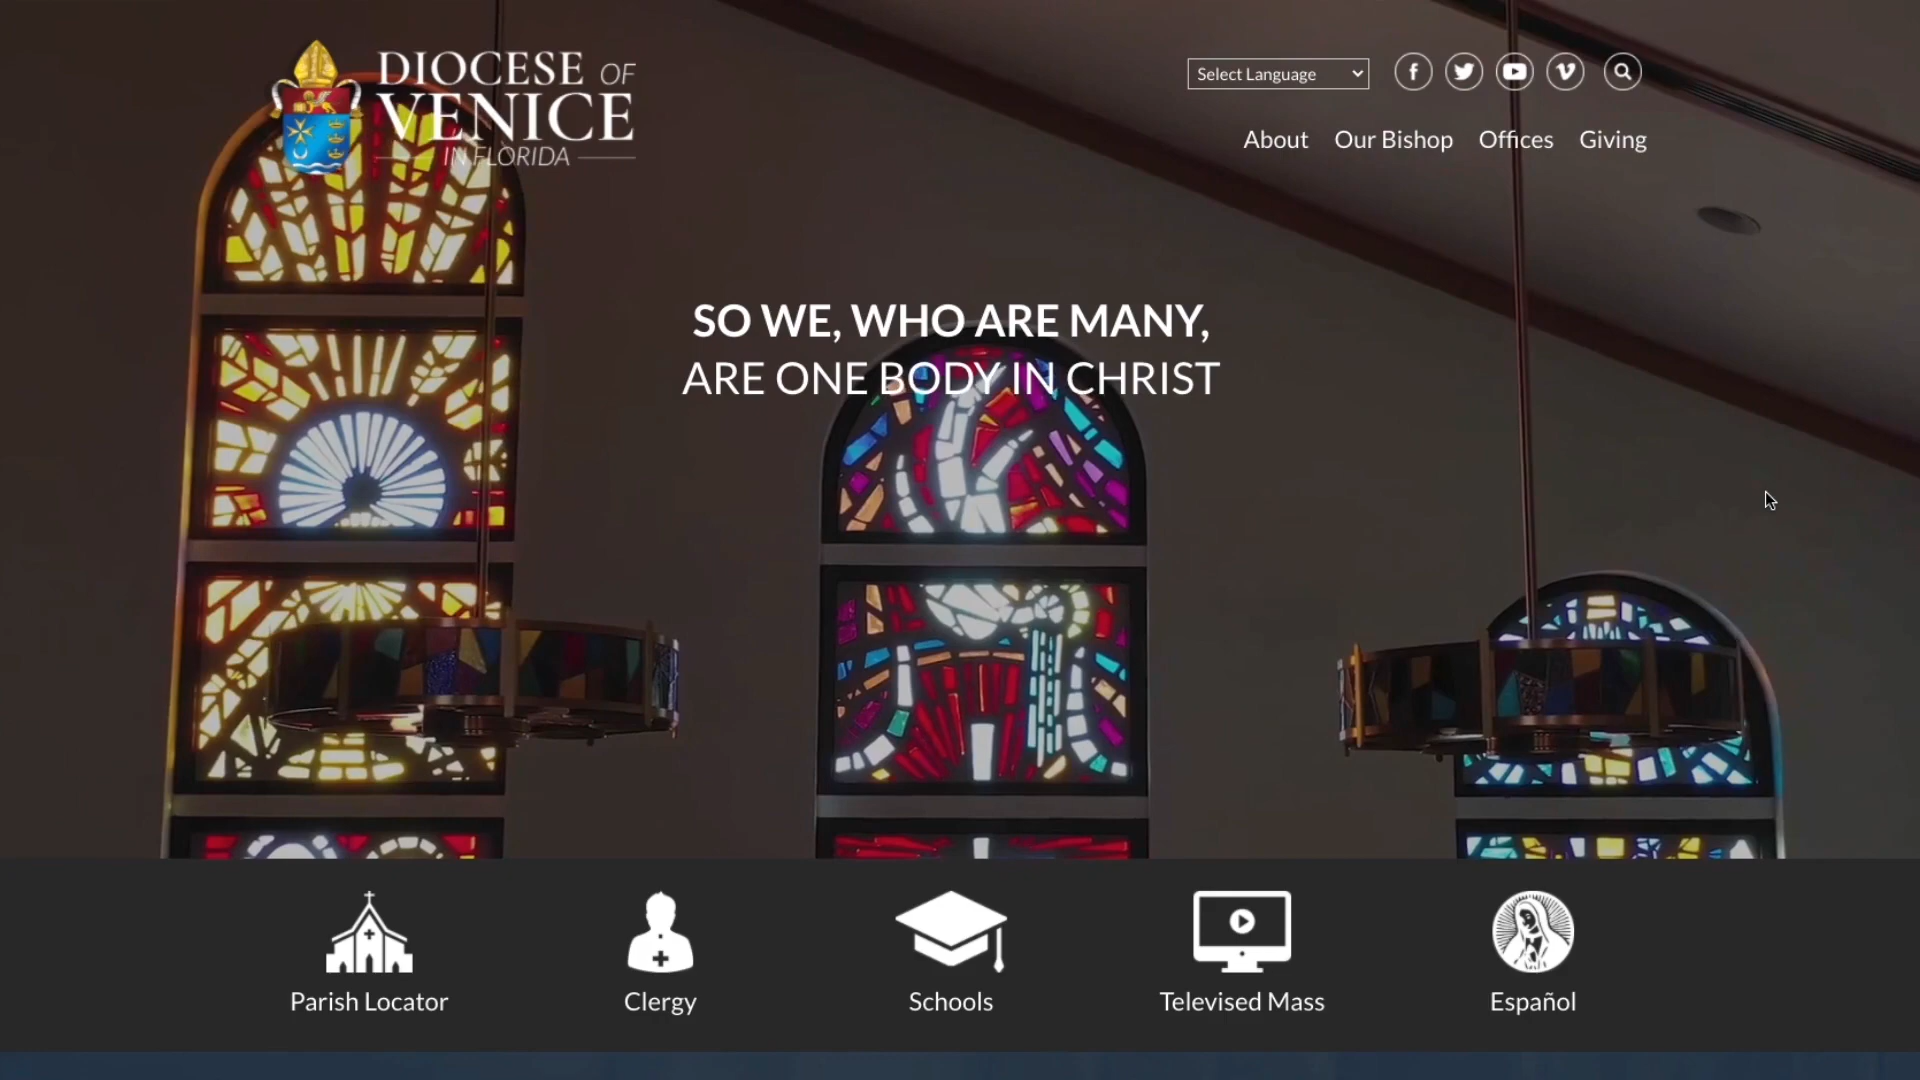 DIOCESE OF
VENICE
IN FLORIDA
Select Language
About Our Bishop Offices Giving
SO WE, WHO ARE MANY,
ARE ONE BODY IN CHRIST
Parish Locator
Clergy
Schools
Televised Mass
Español